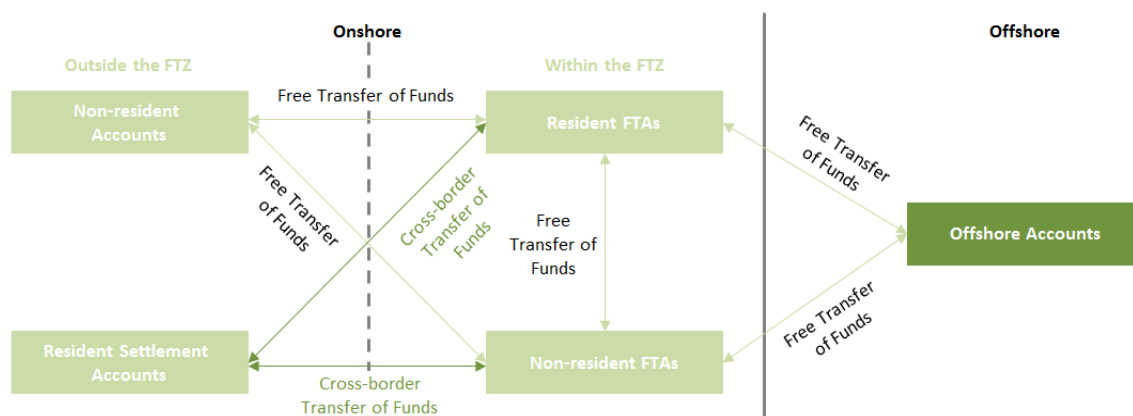 Onshore
Offshore
Outside the FTZ
Within the FTZ
Non-resident
Accounts
Free Transfer of Funds
Resident FTAs
Free Transfer
of Funds
Cross-border
Transfer of
Funds
Free
Transfer of
Funds
Free Transfer
of Funds
Offshore Accounts
Free Transfer
of Funds
Resident Settlement
Accounts
Non-resident FTAs
Cross-border
Transfer of Funds